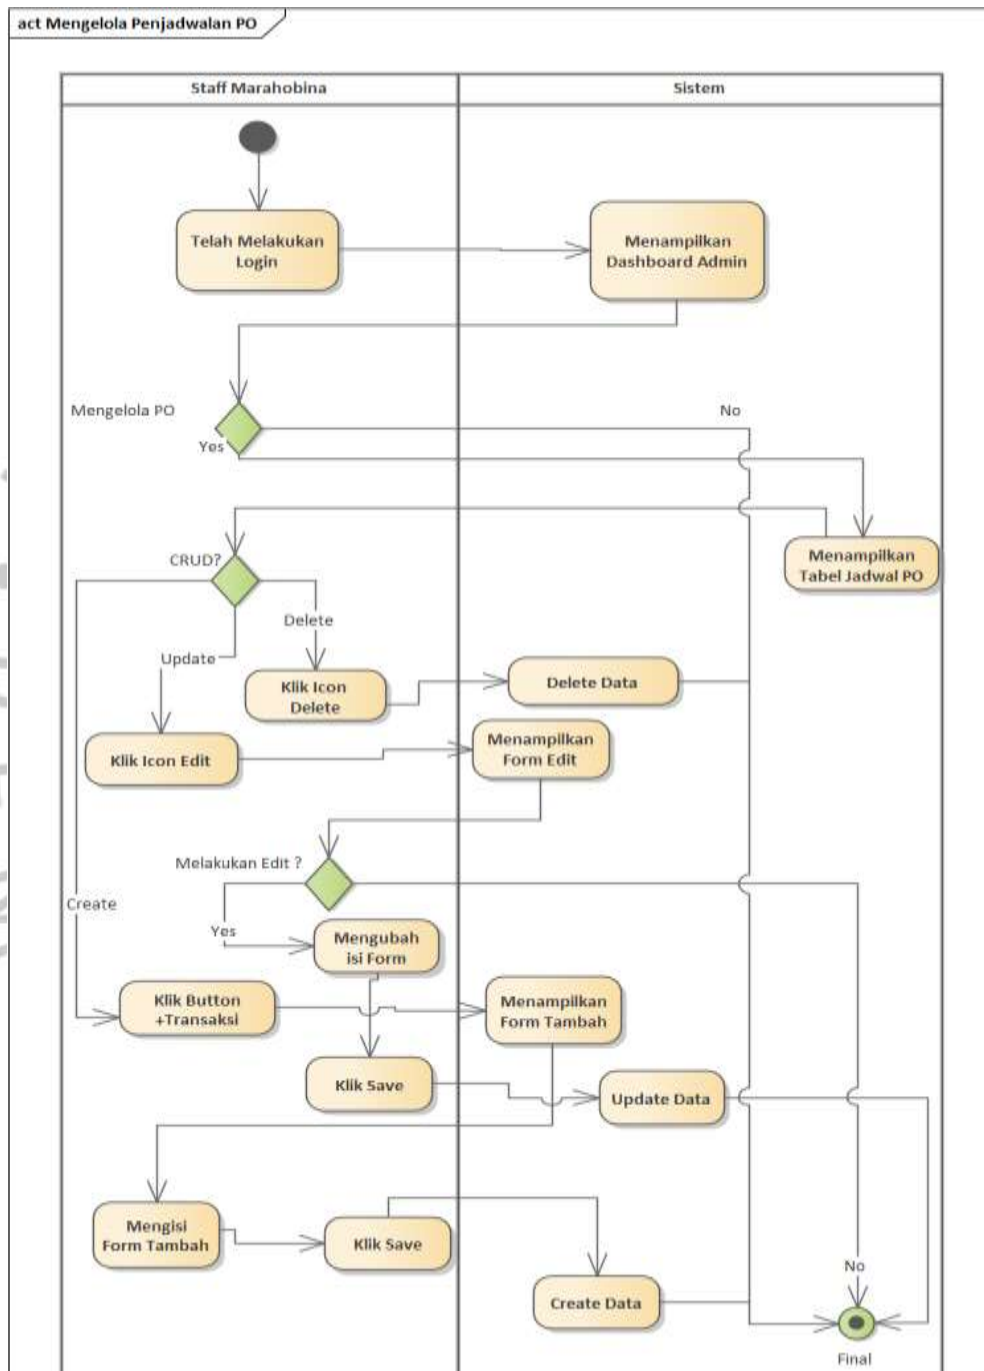 act Mengelola Penjadwalan PO
Staff Marahobina
Sistem
Telah Melakukan
Login
Menampilkan
Dashboard Admin
Mengelola PO
No
Yes
Menampilkan
Tabel Jadwal PO
CRUD?
Delete
Update
Klik Icon
Delete
Delete Data
Klik Icon Edit
Menampilkan
Form Edit
Melakukan Edit ?
Create
Yes
Mengubah
isi Form
Klik Button
+Transaksi
Menampilkan
Form Tambah
Klik Save
Update Data
Mengisi
Form Tambah
Klik Save
No
Create Data
Final